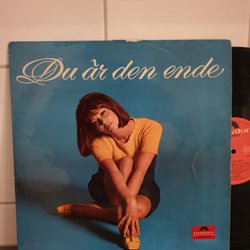 Du är den ende